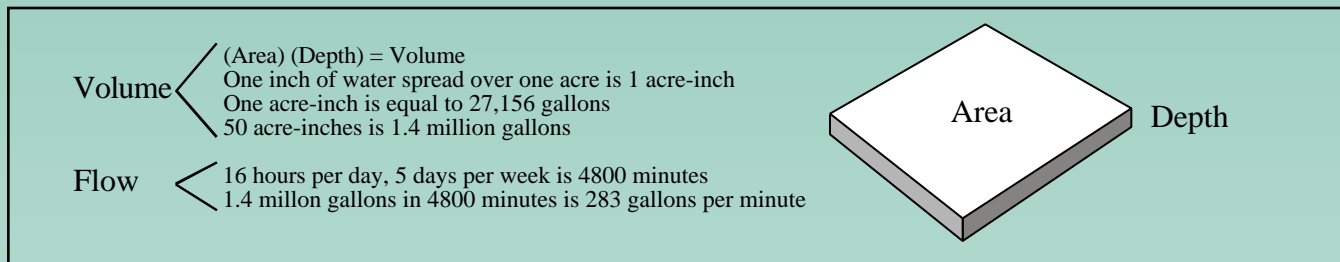 Volume
(Area) (Depth) = Volume
One inch of water spread over one acre is 1 acre-inch
One acre-inch is equal to 27,156 gallons
50 acre-inches is 1.4 million gallons
Flow
16 hours per day, 5 days per week is 4800 minutes
1.4 millon gallons in 4800 minutes is 283 gallons per minute
Area
Depth